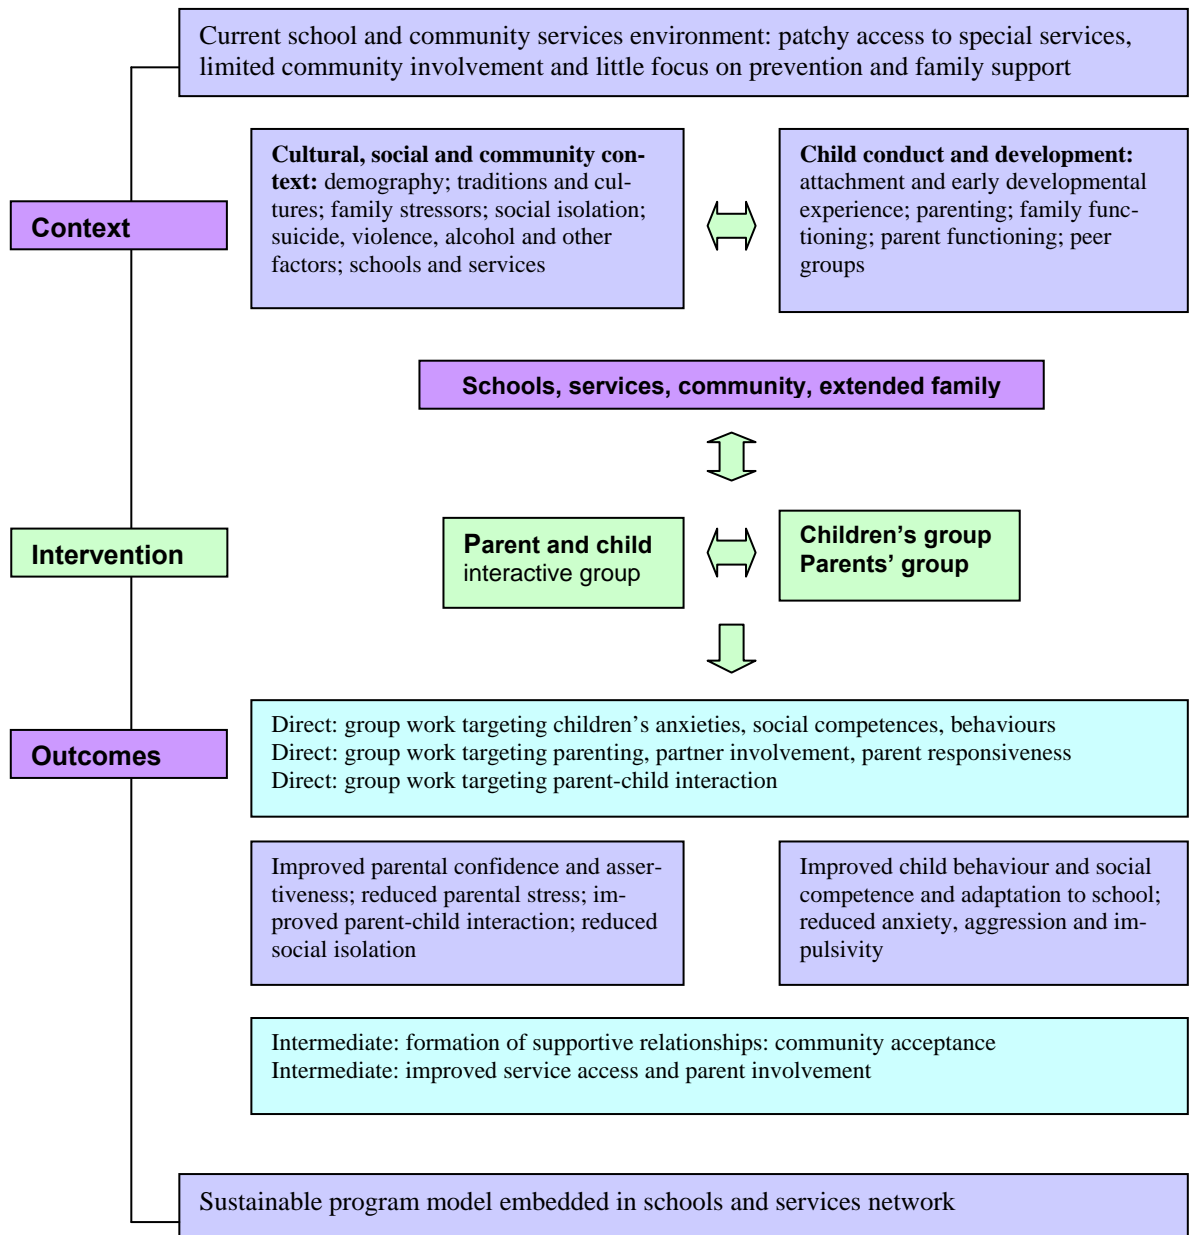 Current school and community services environment: patchy access to special services,
limited community involvement and little focus on prevention and family support
Context
Cultural, social and community con-
text: demography; traditions and cul-
tures; family stressors; social isolation;
suicide, violence, alcohol and other
factors; schools and services
Child conduct and development:
attachment and early developmental
experience; parenting; family func-
tioning; parent functioning; peer
groups
Schools, services, community, extended family
Intervention
Parent and child
interactive group
Children’s group
Parents’ group
Outcomes
Direct: group work targeting children’s anxieties, social competences, behaviours
Direct: group work targeting parenting, partner involvement, parent responsiveness
Direct: group work targeting parent-child interaction
Improved parental confidence and asser-
tiveness; reduced parental stress; im-
proved parent-child interaction; reduced
social isolation
Improved child behaviour and social
competence and adaptation to school;
reduced anxiety, aggression and im-
pulsivity
Intermediate: formation of supportive relationships: community acceptance
Intermediate: improved service access and parent involvement
Sustainable program model embedded in schools and services network